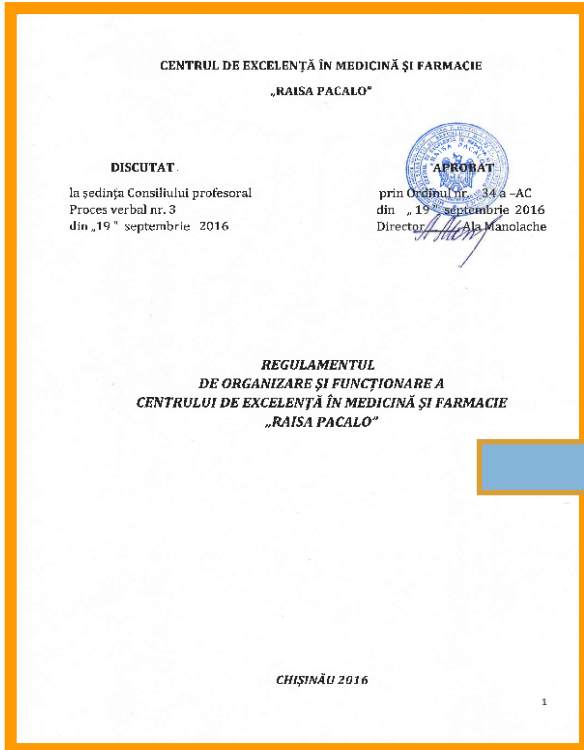 CENTRUL DE EXCELENȚĂ ÎN MEDICINĂ ȘI FARMACIE
„RAISA PACALO”
DISCUTAT
la ședința Consiliului profesoral
Proces verbal nr. 3
din „19 ” septembrie 2016
APROBAT
prin Ordinul nr. 34 a –AC
din „ 19 ” septembrie 2016
Director Ala Manolache
RAISA PACALO
REGULAMENTUL
DE ORGANIZARE ȘI FUNCȚIONARE A
CENTRULUI DE EXCELENȚĂ ÎN MEDICINĂ ȘI FARMACIE
„RAISA PACALO”
CHIȘINĂU 2016
1